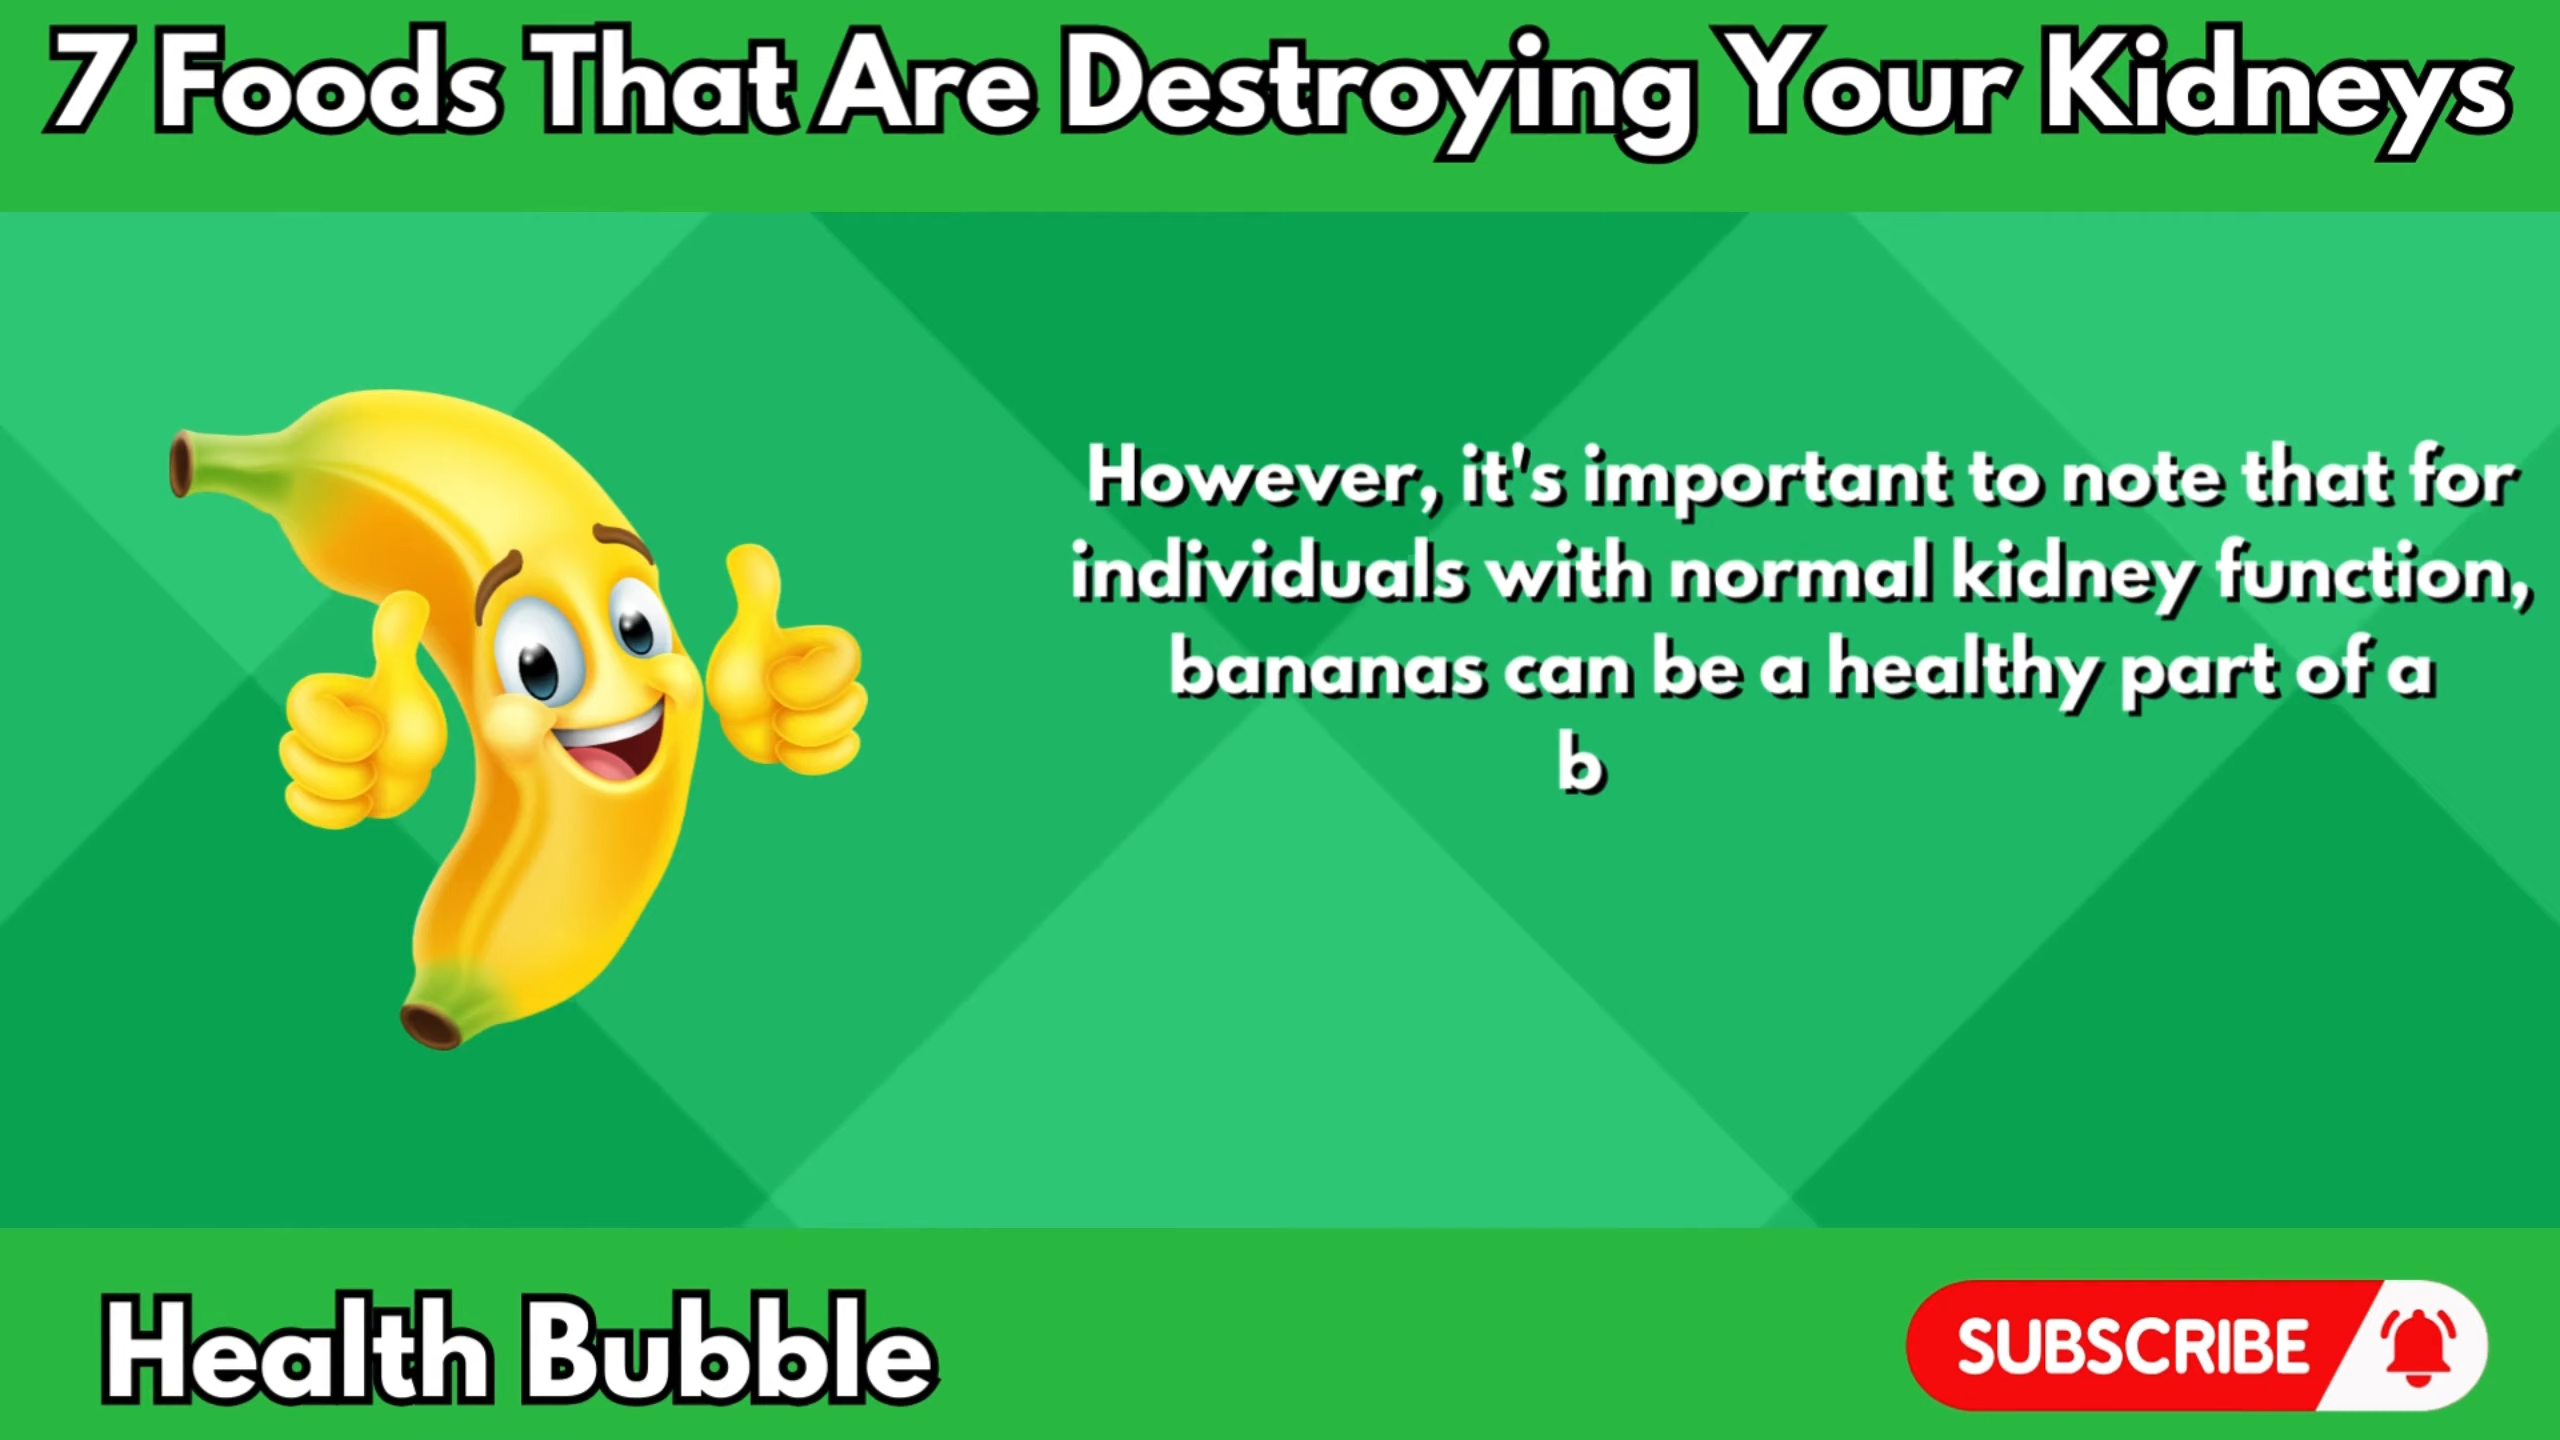 7 Foods That Are Destroying Your Kidneys
However, it's important to note that for
individuals with normal kidney function,
bananas can be a healthy part of a
b
Health Bubble
SUBSCRIBE